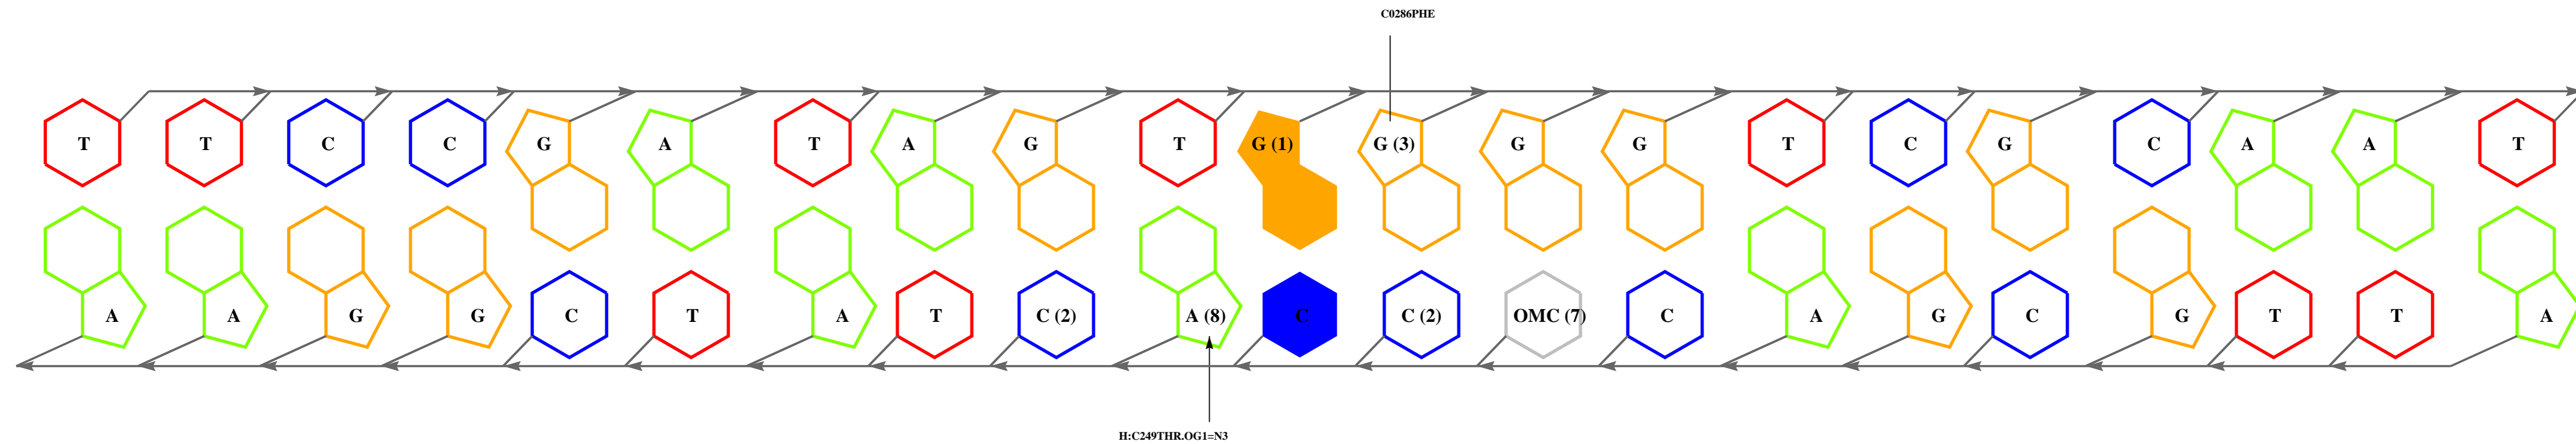 C0286PHE
T T C C G A T A G T G (1) G (3) G G T C G C A A T
A A G G C T A T C (2) A (8) C C (2) OMC (7) C A G C G T T A
H:C249THR.OG1=N3